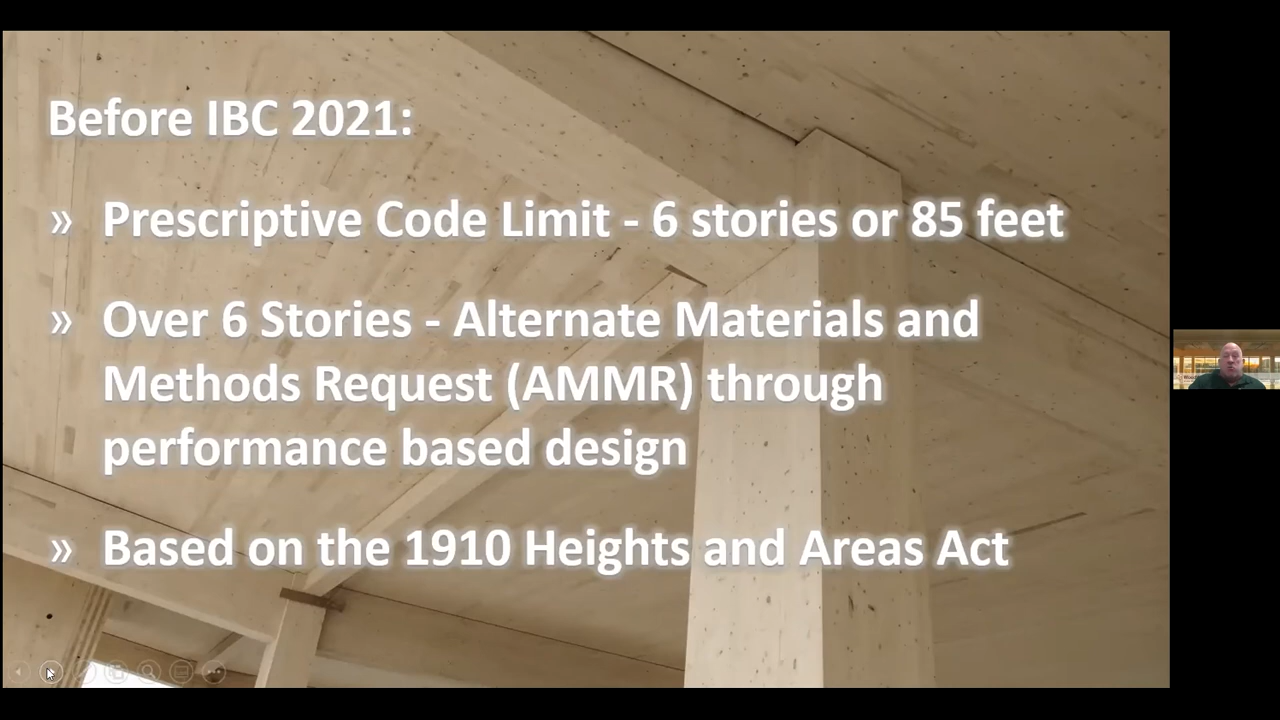 Before IBC 2021:
» Prescriptive Code Limit - 6 stories or 85 feet
» Over 6 Stories - Alternate Materials and
Methods Request (AMMR) through
performance based design
» Based on the 1910 Heights and Areas Act